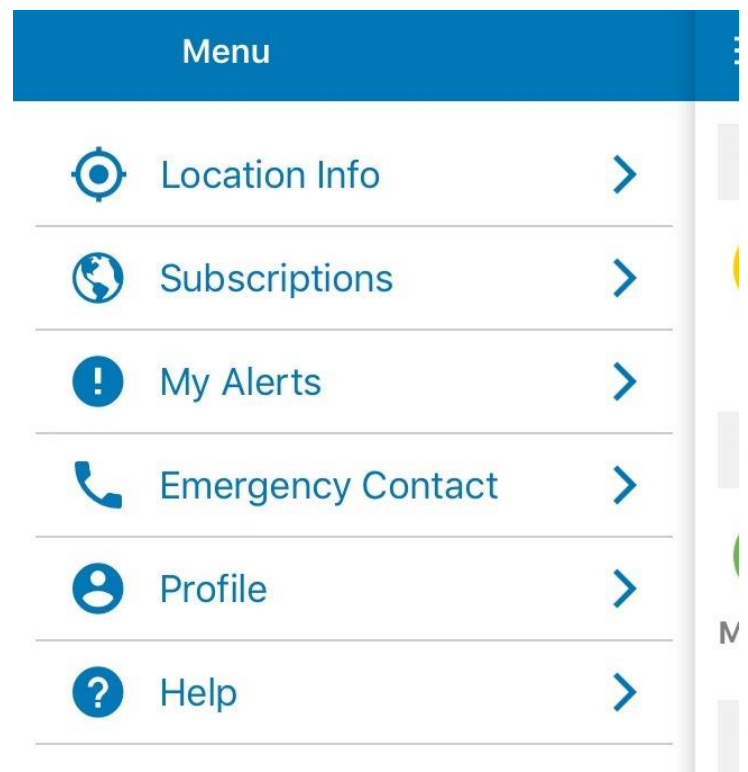 Menu
Location Info
Subscriptions
My Alerts
Emergency Contact
Profile
Help